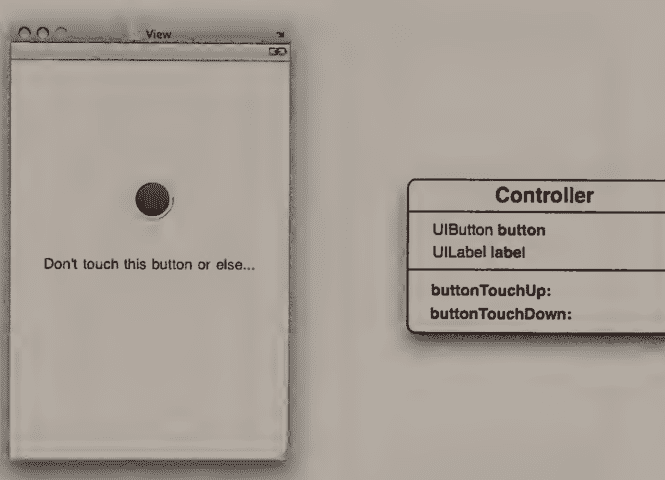 View
Don't touch this button or else...
Controller
UIButton button
UILabel label
buttonTouchUp:
buttonTouchDown: